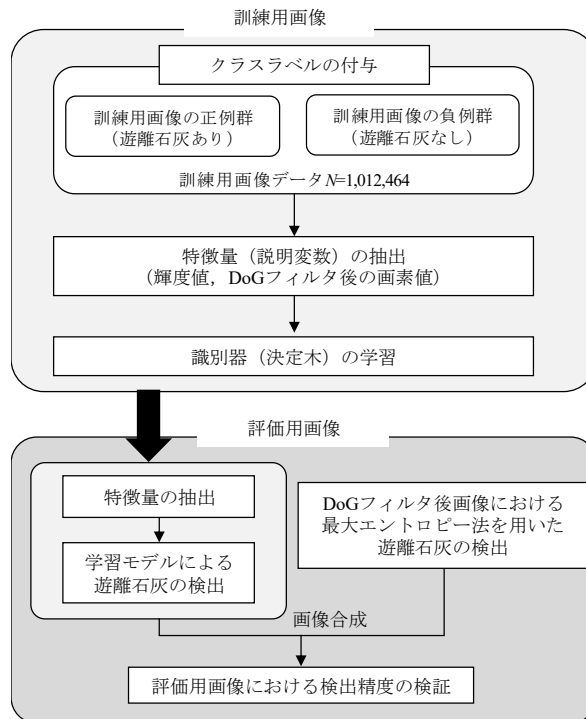 訓練用画像
クラスラベルの付与
訓練用画像の正例群
（遊離石灰あり）
訓練用画像の負例群
（遊離石灰なし）
訓練用画像データN=1,012,464
特徴量（説明変数）の抽出
（輝度値，DoGフィルタ後の画素値）
識別器（決定木）の学習
評価用画像
特徴量の抽出
学習モデルによる
遊離石灰の検出
DoGフィルタ後画像における
最大エントロピー法を用いた
遊離石灰の検出
画像合成
評価用画像における検出精度の検証